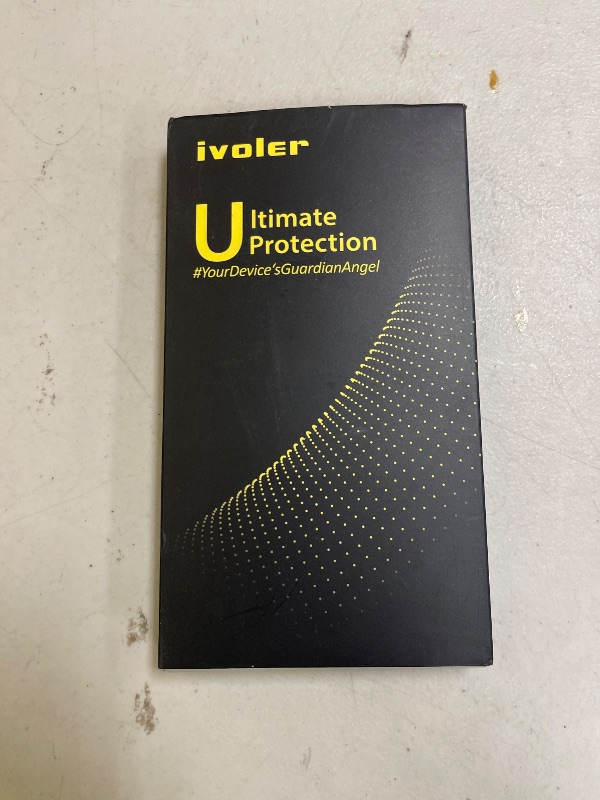 ivoler
Ultimate
Protection
#YourDevice'sGuardianAngel